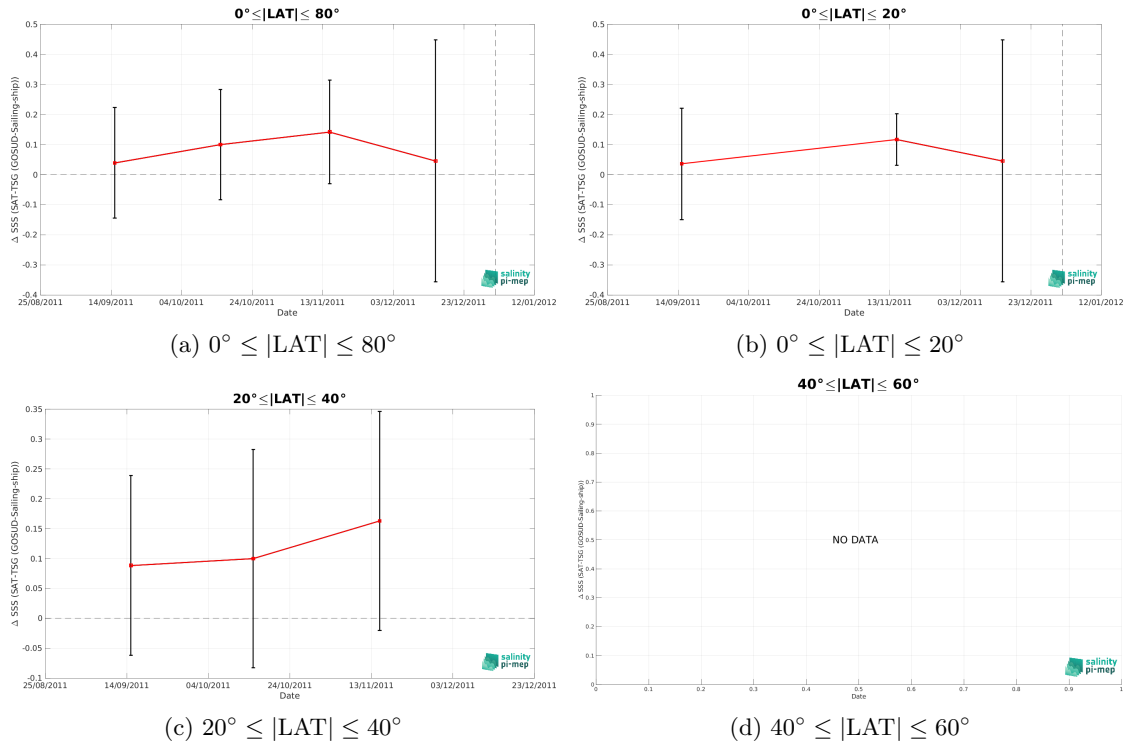 0°≤|LAT|≤ 80°
Δ SSS (SAT-TSG (GOSUD-Sailing-ship))
0.5
0.4
0.3
0.2
0.1
0
-0.1
-0.2
-0.3
-0.4
25/08/2011 14/09/2011 04/10/2011 24/10/2011 13/11/2011 03/12/2011 23/12/2011 12/01/2012
Date
salinity
pi-mep
(a) 0° ≤ |LAT| ≤ 80°
0°≤|LAT|≤ 20°
Δ SSS (SAT-TSG (GOSUD-Sailing-ship))
0.5
0.4
0.3
0.2
0.1
0
-0.1
-0.2
-0.3
-0.4
25/08/2011 14/09/2011 04/10/2011 24/10/2011 13/11/2011 03/12/2011 23/12/2011 12/01/2012
Date
salinity
pi-mep
(b) 0° ≤ |LAT| ≤ 20°
20°≤|LAT|≤ 40°
Δ SSS (SAT-TSG (GOSUD-Sailing-ship))
0.35
0.3
0.25
0.2
0.15
0.1
0.05
0
-0.05
-0.1
25/08/2011 14/09/2011 04/10/2011 24/10/2011 13/11/2011 03/12/2011 23/12/2011
Date
salinity
pi-mep
(c) 20° ≤ |LAT| ≤ 40°
40°≤|LAT|≤ 60°
Δ SSS (SAT-TSG (GOSUD-Sailing-ship))
1
0.9
0.8
0.7
0.6
0.5
0.4
0.3
0.2
0.1
0
NO DATA
0 0.1 0.2 0.3 0.4 0.5 0.6 0.7 0.8 0.9 1
Date
salinity
pi-mep
(d) 40° ≤ |LAT| ≤ 60°